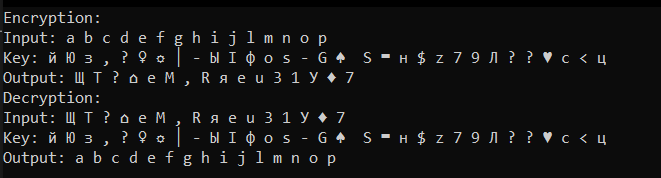 Encryption:
Input: a b c d e f g h i j l m n o p
Key: й Ю з , ? ♀ ☼ │ - Ы І ф о s - G ♠  S ▬ н $ z 7 9 Л ? ? ♥ с < ц
Output: Щ Т ? ⌂ е М , R я е u 3 1 У ♦ 7
Decryption:
Input: Щ Т ? ⌂ е М , R я е u 3 1 У ♦ 7
Key: й Ю з , ? ♀ ☼ │ - Ы І ф о s - G ♠  S ▬ н $ z 7 9 Л ? ? ♥ с < ц
Output: a b c d e f g h i j l m n o p